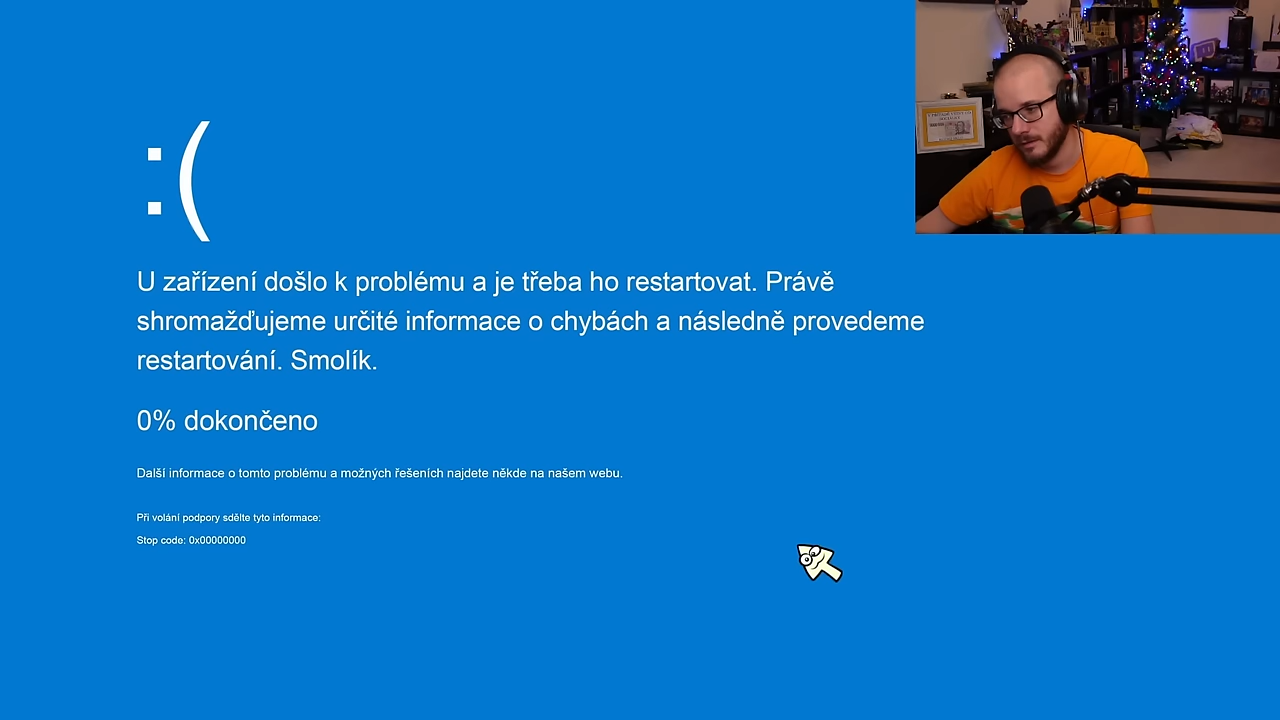 :(
U zařízení došlo k problému a je třeba ho restartovat. Právě
shromažďujeme určité informace o chybách a následně provedeme
restartování. Smolík.
0% dokončeno
Další informace o tomto problému a možných řešeních najdete někde na našem webu.
Při volání podpory sdělte tyto informace:
Stop code: 0x00000000